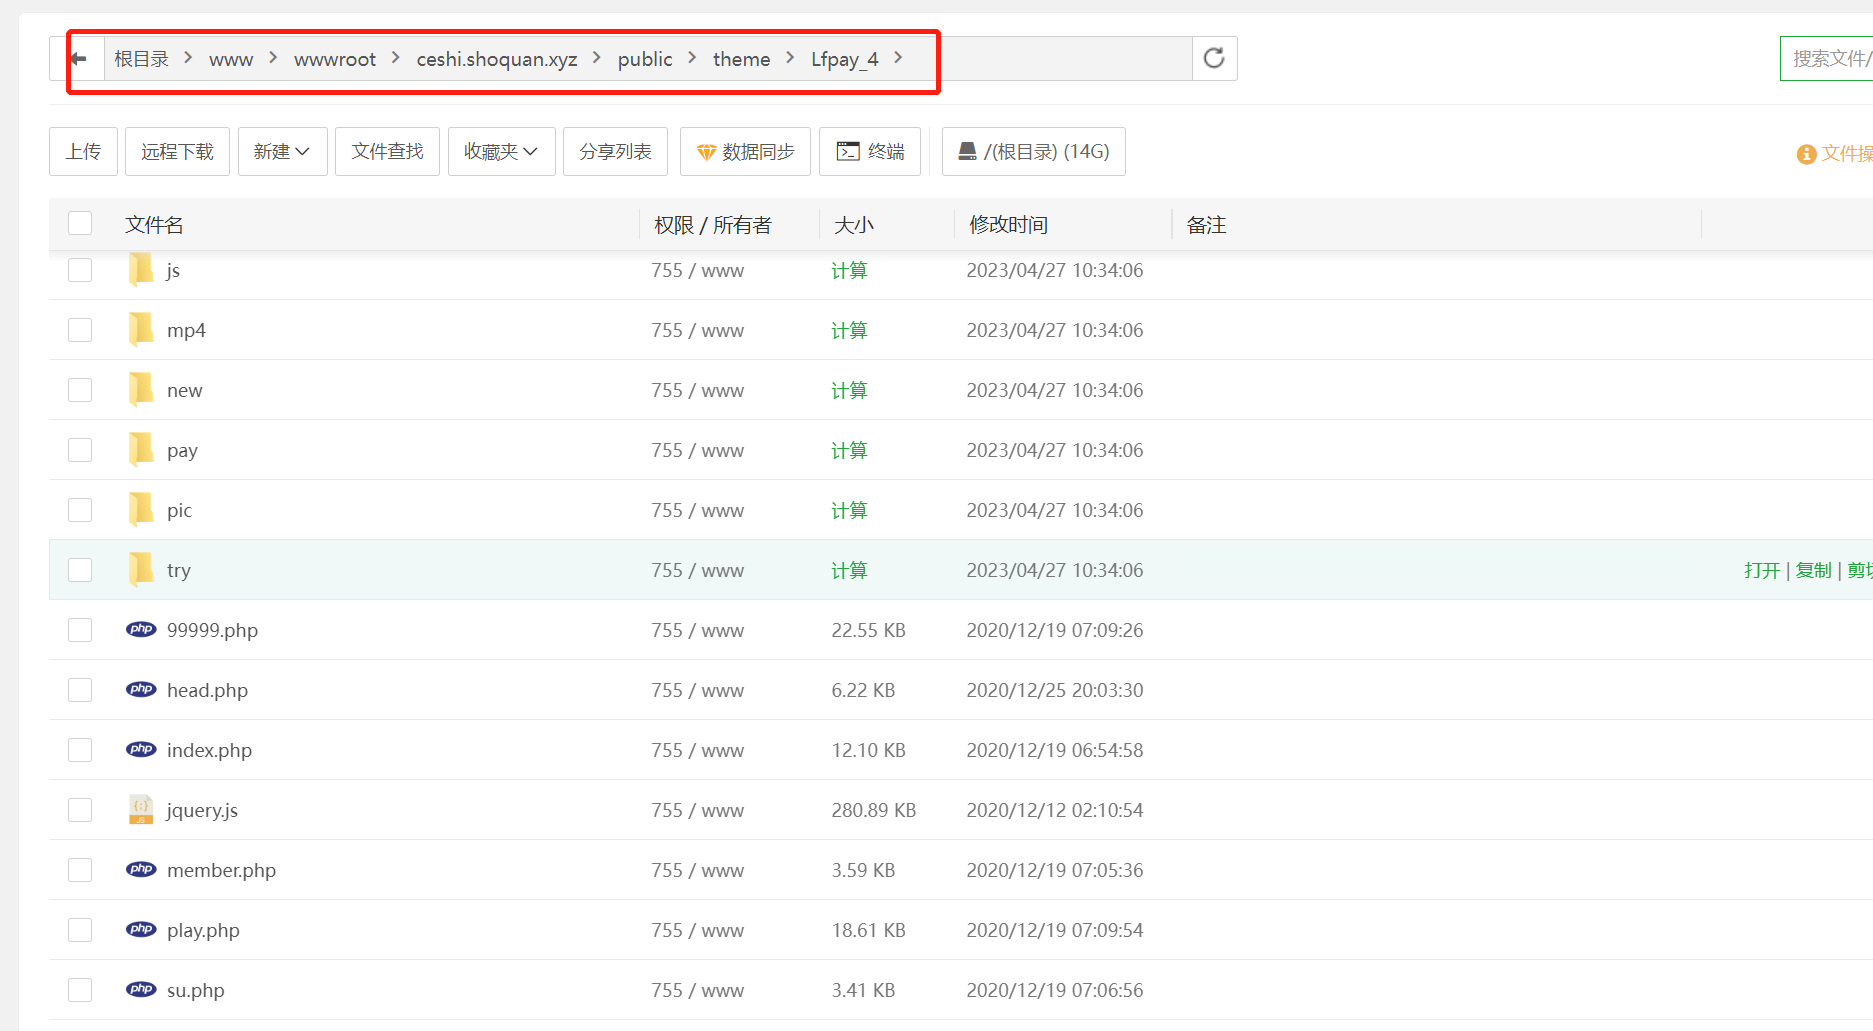 根目录 > www > wwwroot > ceshi.shoquan.xyz > public > theme > Lfpay_4 >
搜索文件/
上传 远程下载 新建 文件查找 收藏夹 分享列表 数据同步 终端 /(根目录) (14G)
文件操
文件名 权限 / 所有者 大小 修改时间 备注
js 755 / www 计算 2023/04/27 10:34:06
mp4 755 / www 计算 2023/04/27 10:34:06
new 755 / www 计算 2023/04/27 10:34:06
pay 755 / www 计算 2023/04/27 10:34:06
pic 755 / www 计算 2023/04/27 10:34:06
try 755 / www 计算 2023/04/27 10:34:06 打开 | 复制 | 剪切
php 99999.php 755 / www 22.55 KB 2020/12/19 07:09:26
php head.php 755 / www 6.22 KB 2020/12/25 20:03:30
php index.php 755 / www 12.10 KB 2020/12/19 06:54:58
JS jquery.js 755 / www 280.89 KB 2020/12/12 02:10:54
php member.php 755 / www 3.59 KB 2020/12/19 07:05:36
php play.php 755 / www 18.61 KB 2020/12/19 07:09:54
php su.php 755 / www 3.41 KB 2020/12/19 07:06:56